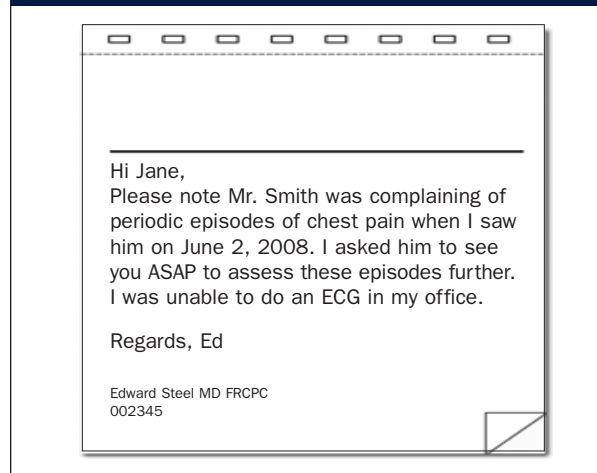 Hi Jane,
Please note Mr. Smith was complaining of
periodic episodes of chest pain when I saw
him on June 2, 2008. I asked him to see
you ASAP to assess these episodes further.
I was unable to do an ECG in my office.
Regards, Ed
Edward Steel MD FRCPC
002345